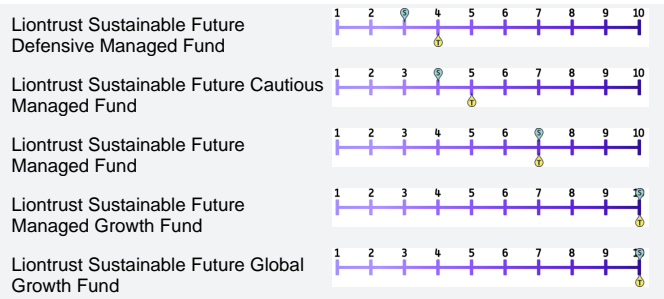 Liontrust Sustainable Future
Defensive Managed Fund
1 2 3 S 4 5 6 7 8 9 10
T
Liontrust Sustainable Future Cautious
Managed Fund
1 2 3 4 S 5 6 7 8 9 10
T
Liontrust Sustainable Future
Managed Fund
1 2 3 4 5 6 7 S 8 9 10
T
Liontrust Sustainable Future
Managed Growth Fund
1 2 3 4 5 6 7 8 9 10 S
T
Liontrust Sustainable Future Global
Growth Fund
1 2 3 4 5 6 7 8 9 10 S
T